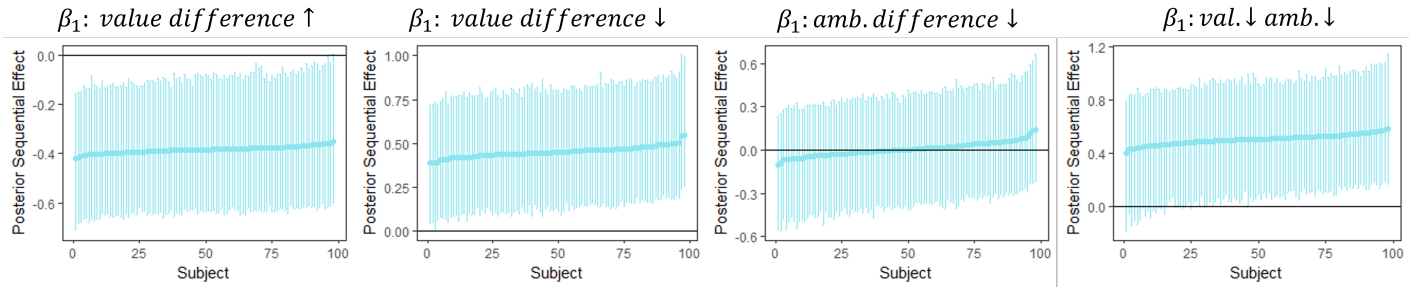 β₁: value difference ↑
0.0
-0.2
-0.4
-0.6
0 25 50 75 100
Subject
Posterior Sequential Effect
β₁: value difference ↓
1.00
0.75
0.50
0.25
0.00
0 25 50 75 100
Subject
Posterior Sequential Effect
β₁: amb. difference ↓
0.6
0.3
0.0
-0.3
-0.6
0 25 50 75 100
Subject
Posterior Sequential Effect
β₁: val.↓ amb.↓
1.2
0.8
0.4
0.0
0 25 50 75 100
Subject
Posterior Sequential Effect